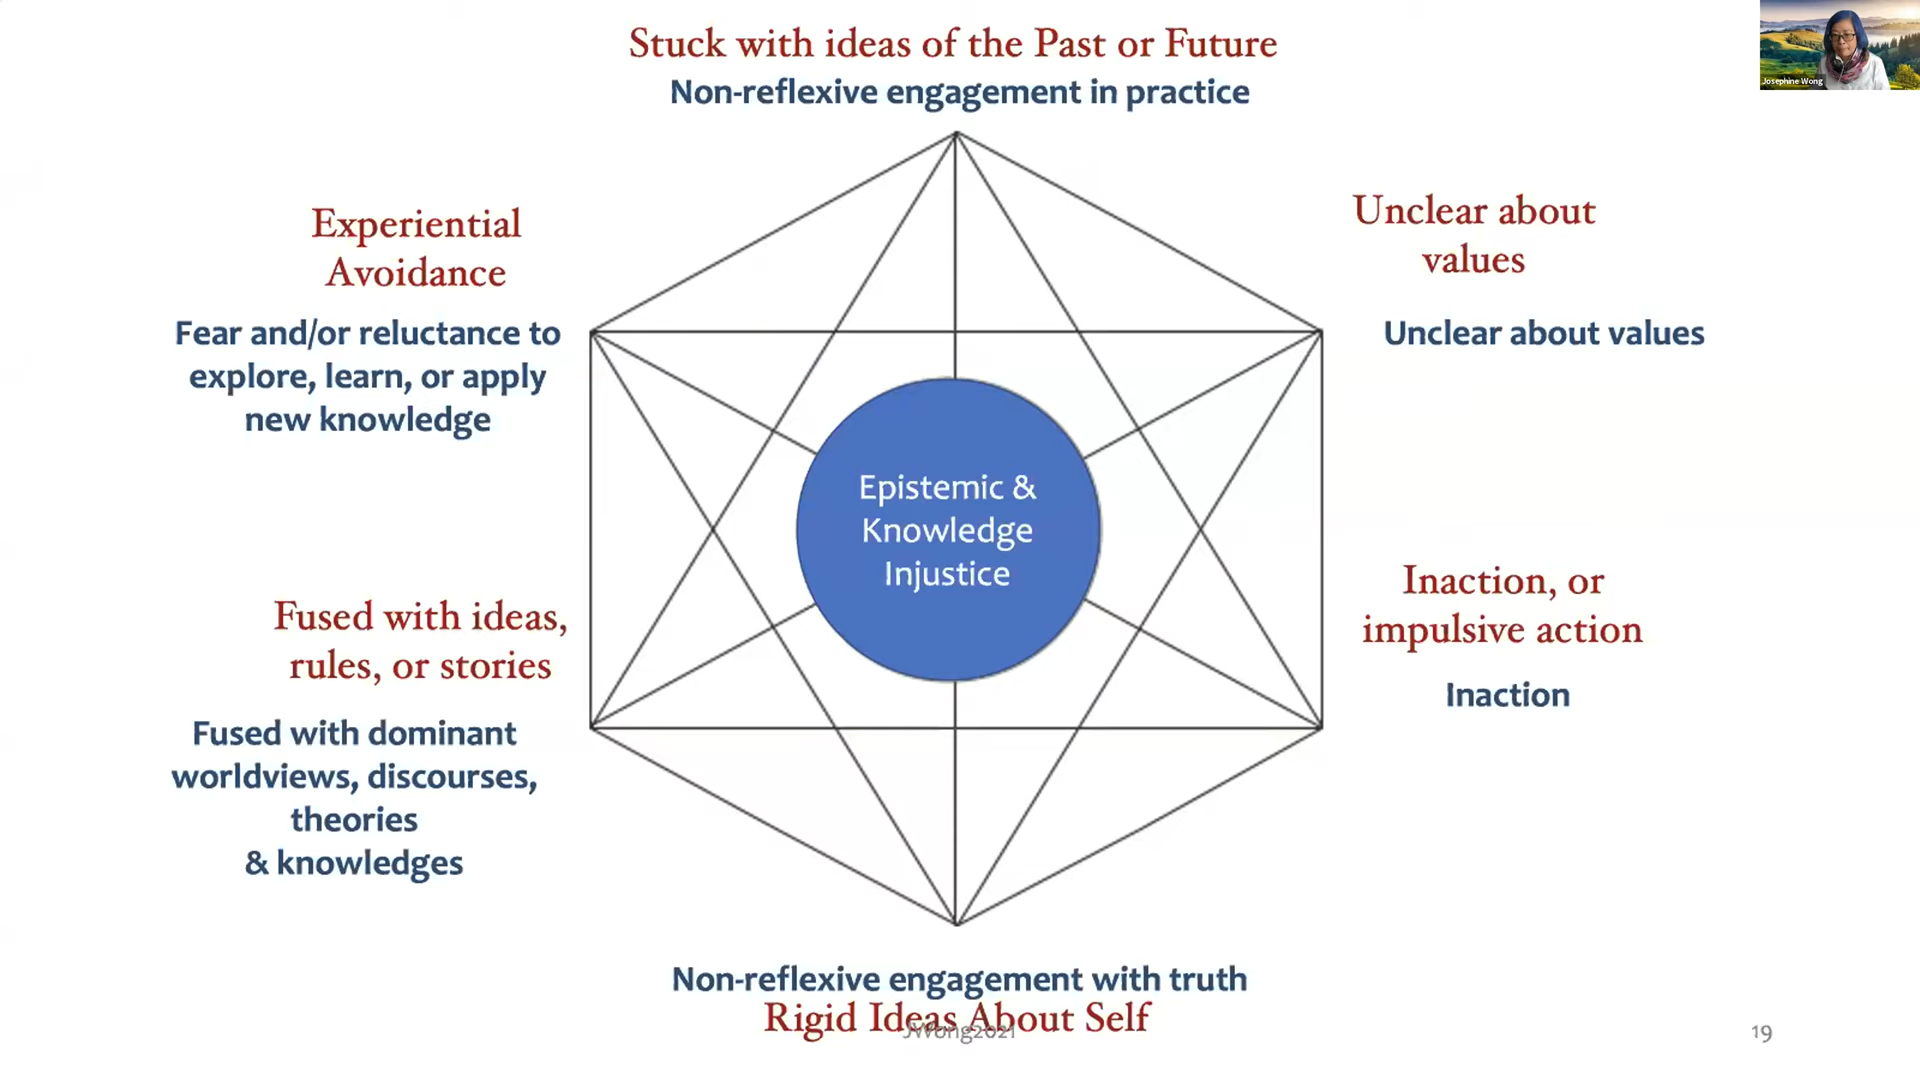 Stuck with ideas of the Past or Future
Non-reflexive engagement in practice
Josephine Wong
Experiential
Avoidance
Fear and/or reluctance to
explore, learn, or apply
new knowledge
Unclear about
values
Unclear about values
Epistemic &
Knowledge
Injustice
Fused with ideas,
rules, or stories
Fused with dominant
worldviews, discourses,
theories
& knowledges
Inaction, or
impulsive action
Inaction
Non-reflexive engagement with truth
Rigid Ideas About Self
JWong2021
19